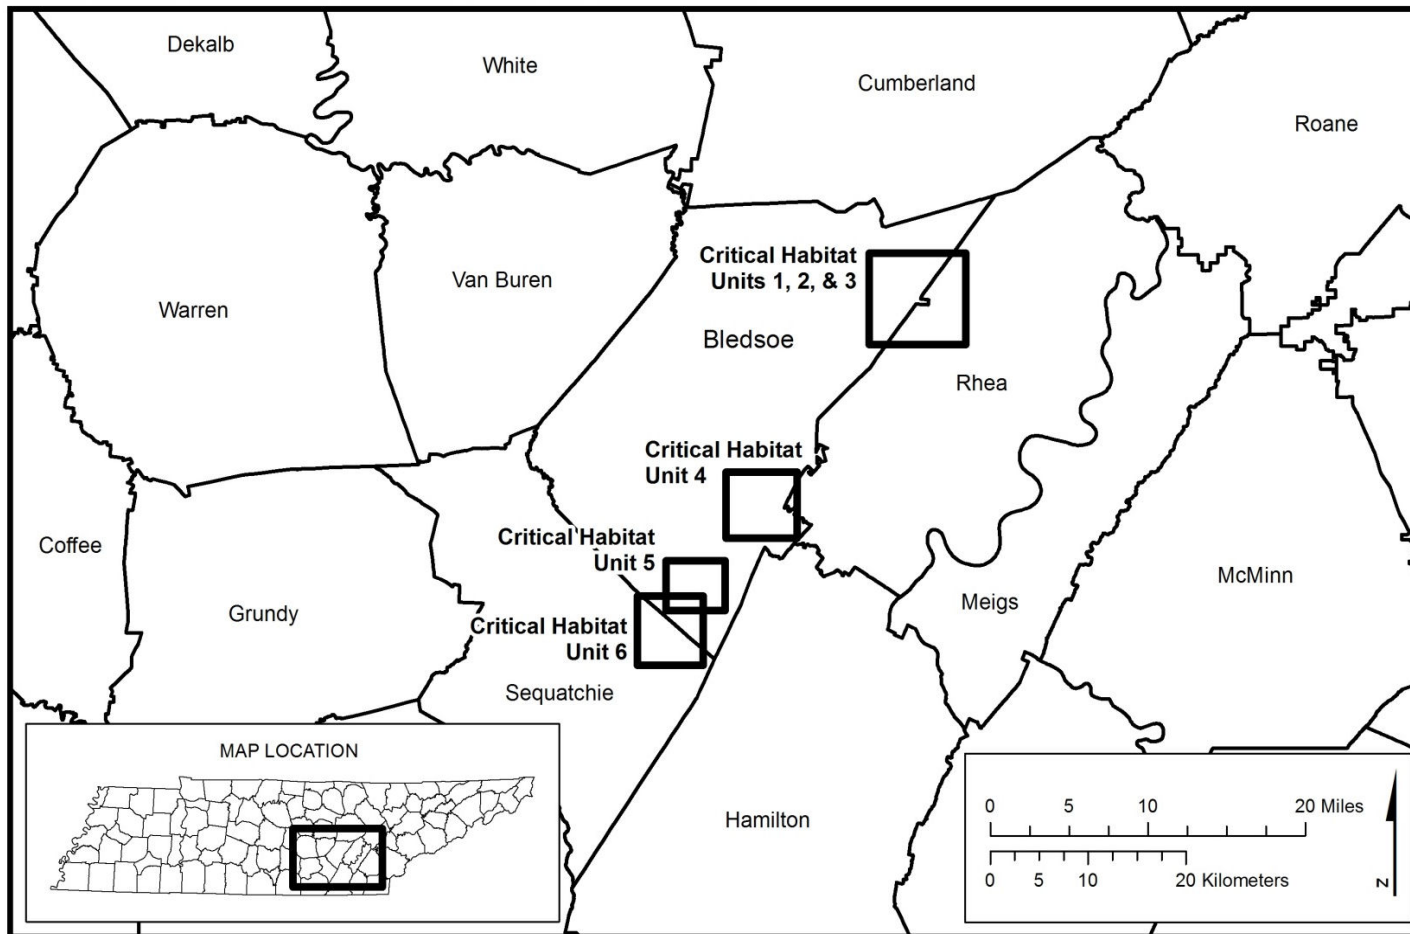 Dekalb
White
Cumberland
Roane
Critical Habitat
Units 1, 2, & 3
Van Buren
Warren
Bledsoe
Rhea
Critical Habitat
Unit 4
Coffee
Critical Habitat
Unit 5
McMinn
Grundy
Meigs
Critical Habitat
Unit 6
Sequatchie
MAP LOCATION
Hamilton
0 5 10 20 Miles
0 5 10 20 Kilometers
N